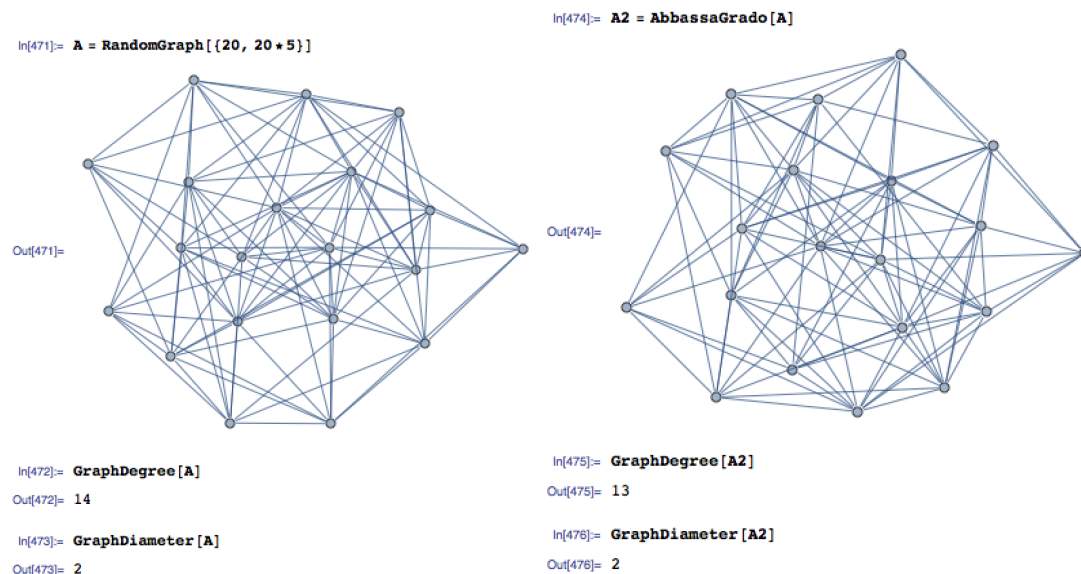 In[471]:= A = RandomGraph[{20, 20 * 5}]
Out[471]=
In[472]:= GraphDegree[A]
Out[472]= 14
In[473]:= GraphDiameter[A]
Out[473]= 2
In[474]:= A2 = AbbassaGrado[A]
Out[474]=
In[475]:= GraphDegree[A2]
Out[475]= 13
In[476]:= GraphDiameter[A2]
Out[476]= 2